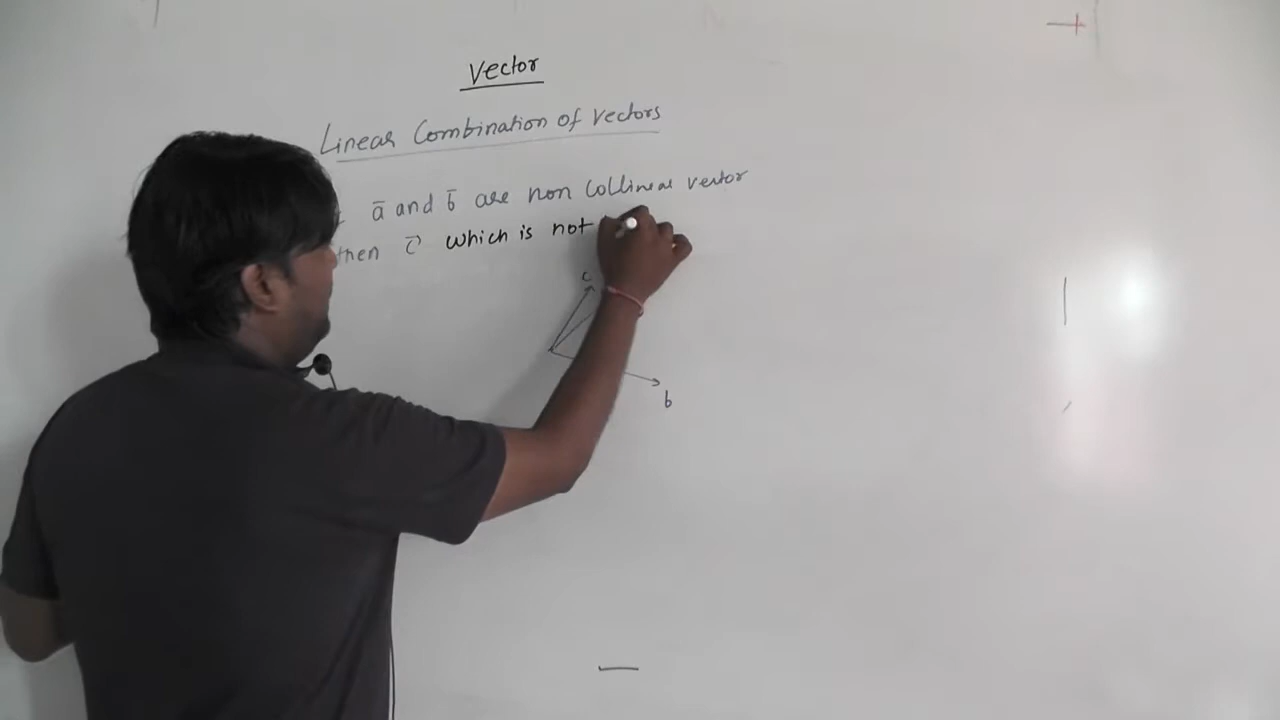 Vector
Linear Combination of vectors
a̅ and b̅ are non Collinear vector
then c̅ which is not
c
b